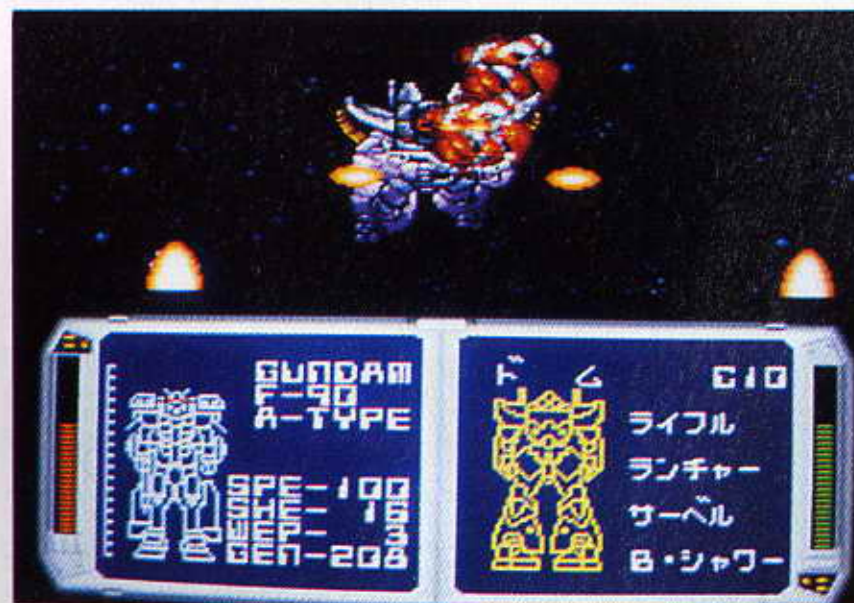 GUNDAM
F-90
A-TYPE
SPE-100
SHE- 15
WEP- 3
GEN-208
ドム C10
ライフル
ランチャー
サーベル
B・シャワー